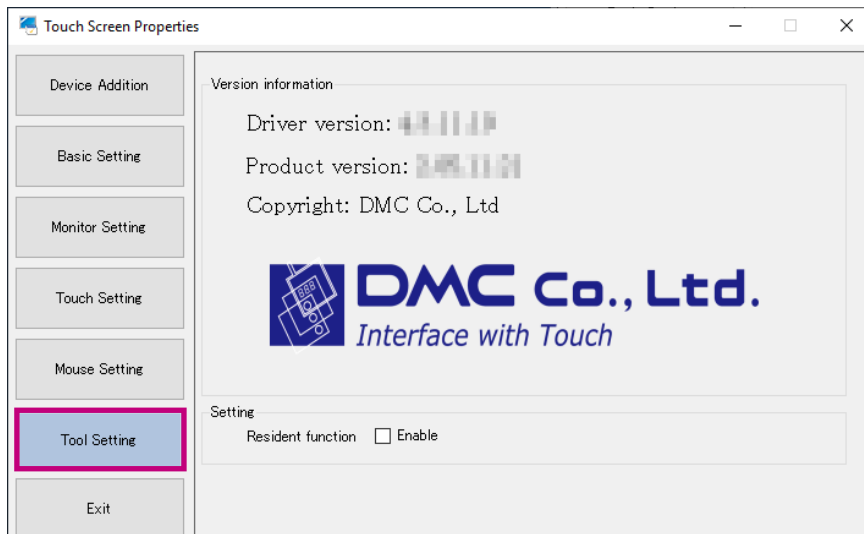 Touch Screen Properties
Device Addition
Basic Setting
Monitor Setting
Touch Setting
Mouse Setting
Tool Setting
Exit
Version information
Driver version:
Product version:
Copyright: DMC Co., Ltd
DMC Co., Ltd.
Interface with Touch
Setting
Resident function Enable